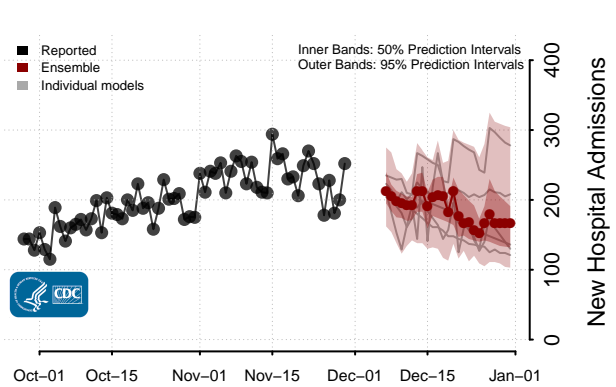 Reported
Ensemble
Individual models
Inner Bands: 50% Prediction Intervals
Outer Bands: 95% Prediction Intervals
400
300
200
100
0
New Hospital Admissions
CDC
Oct–01
Oct–15
Nov–01
Nov–15
Dec–01
Dec–15
Jan–01